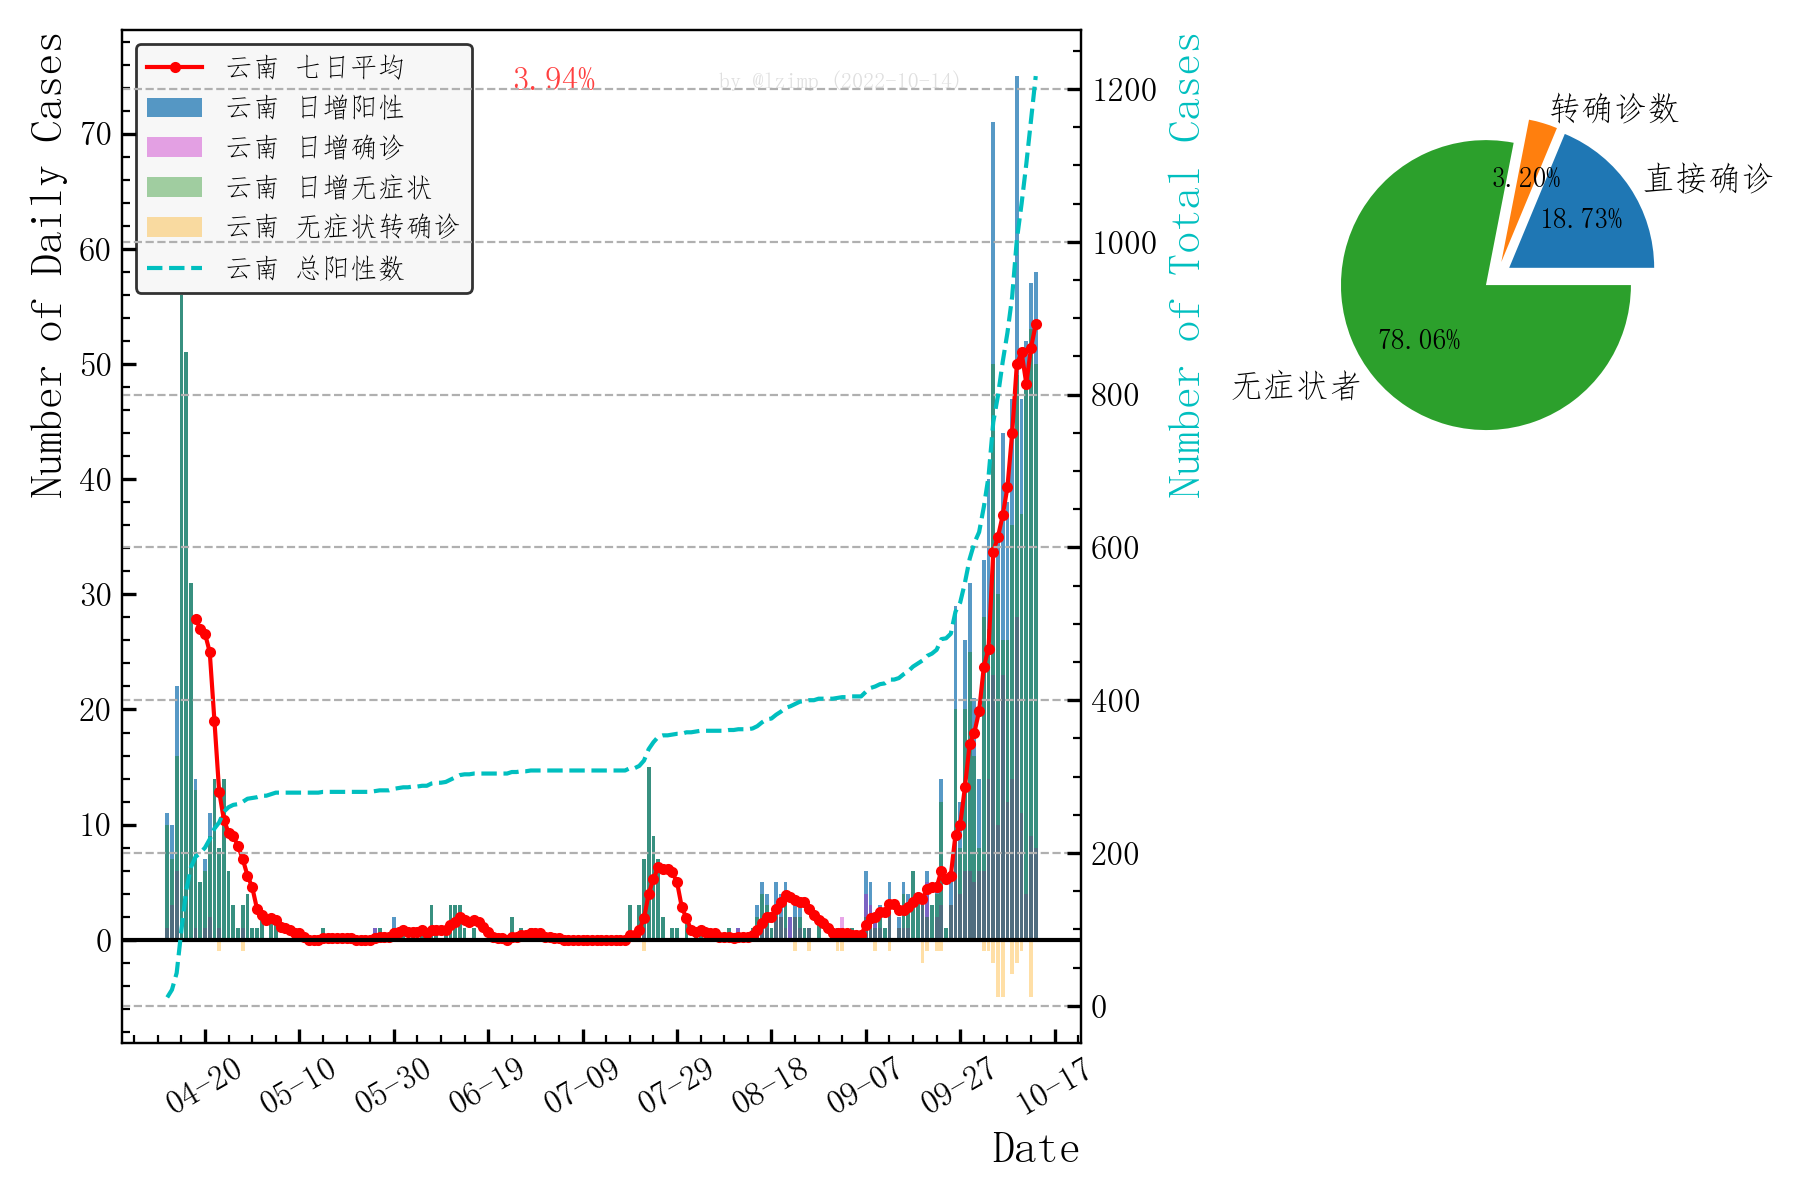 云南 七日平均
云南 日增阳性
云南 日增确诊
云南 日增无症状
云南 无症状转确诊
云南 总阳性数
3.94%
by @lzimp (2022-10-14)
Number of Daily Cases
70
60
50
40
30
20
10
0
Number of Total Cases
1200
1000
800
600
400
200
0
04-20
05-10
05-30
06-19
07-09
07-29
08-18
09-07
09-27
10-17
Date
转确诊数
3.20%
直接确诊
18.73%
78.06%
无症状者